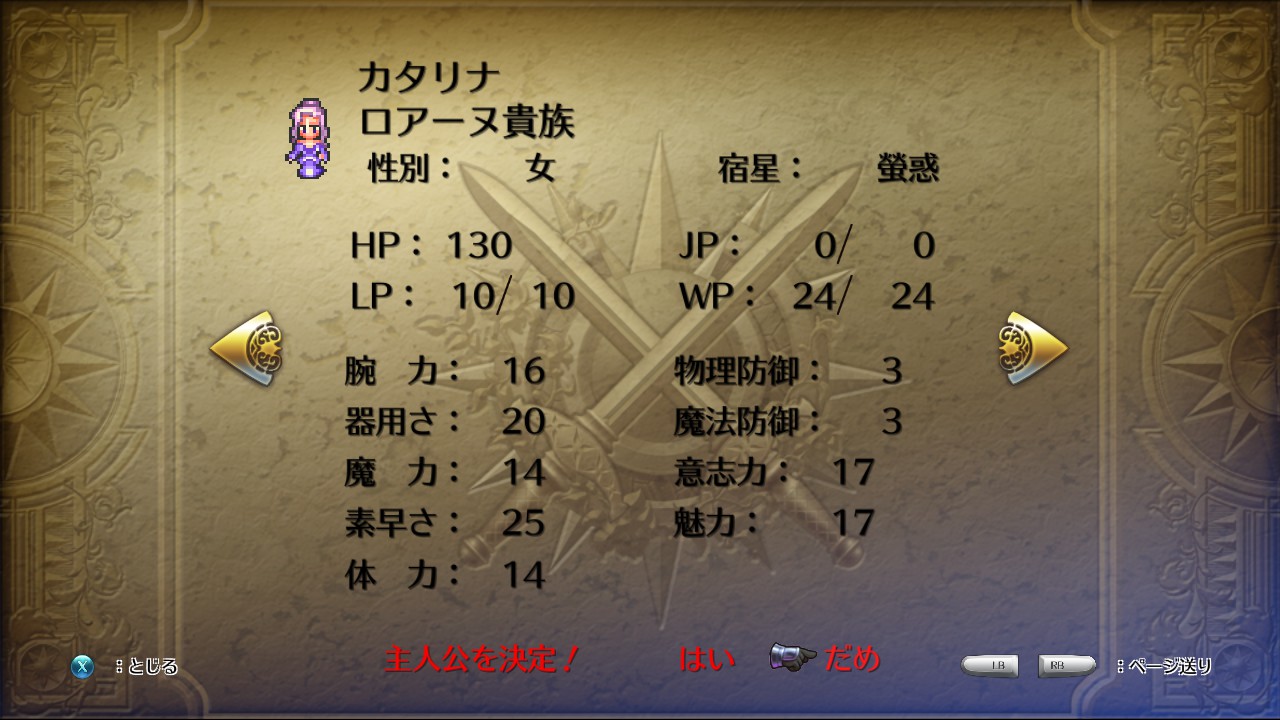 カタリナ
ロアーヌ貴族
性別： 女 宿星： 螢惑
HP： 130 JP： 0/ 0
LP： 10/ 10 WP： 24/ 24
腕 力： 16 物理防御： 3
器用さ： 20 魔法防御： 3
魔 力： 14 意志力： 17
素早さ： 25 魅力： 17
体 力： 14
主人公を決定！ はい だめ
X ：とじる LB RB ：ページ送り